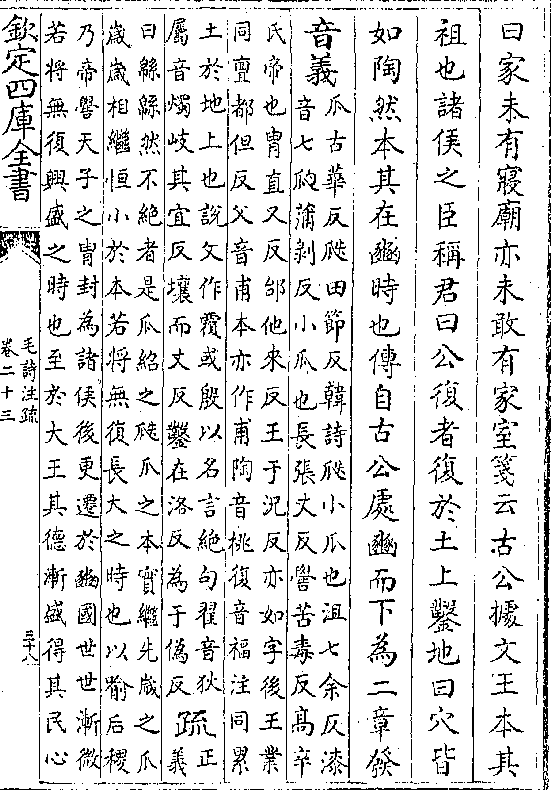 曰家未有寢廟亦未敢有家室箋云古公據文王本其
祖也諸侯之臣稱君曰公復者復於土上鑿地曰穴皆
如陶然本其在豳時也傳自古公處豳而下為二章發
音義
瓜古華反瓞田節反韓詩瓞小瓜也沮七余反漆
音七瓝蒲剥反小瓜也長張丈反嚳苦毒反髙辛
氏帝也胄直又反邰他來反王于況反亦如字後王業
同亶都但反父音甫本亦作甫陶音桃復音福注同累
土於地上也説文作覆或殷以名言絶句翟音狄
屬音燭岐其宜反壤而丈反鑿在洛反為于偽反
疏
正
義
曰緜緜然不絶者是瓜紹之瓞瓜之本實繼先歳之瓜
歲歲相繼恒小於本若將無復長大之時也以喻后稷
乃帝嚳天子之胄封為諸侯後更遷於豳國世世漸微
若將無復興盛之時也至於大王其德漸盛得其民心
欽定四庫全書
毛詩注疏
卷二十三
三十八